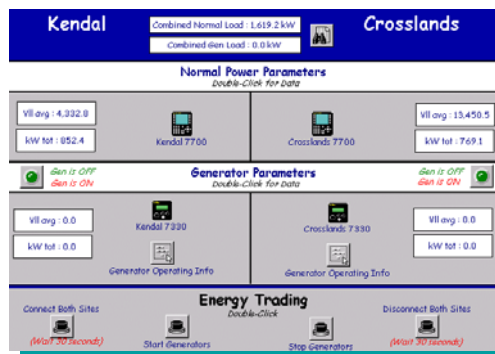 Kendal
Combined Normal Load : 1,619.2 kW
Crosslands
Combined Gen Load : 0.0 kW
Normal Power Parameters
Double-Click for Data
Vll avg : 4,332.8
kW tot : 852.4
Kendal 7700
Crosslands 7700
Vll avg : 13,450.5
kW tot : 769.1
Gen is OFF
Gen is ON
Generator Parameters
Double-Click for Data
Gen is OFF
Gen is ON
Vll avg : 0.0
kW tot : 0.0
Kendal 7330
Generator Operating Info
Crosslands 7330
Generator Operating Info
Vll avg : 0.0
kW tot : 0.0
Energy Trading
Double-Click
Connect Both Sites
(Wait 30 Seconds)
Start Generators
Stop Generators
Disconnect Both Sites
(Wait 30 Seconds)